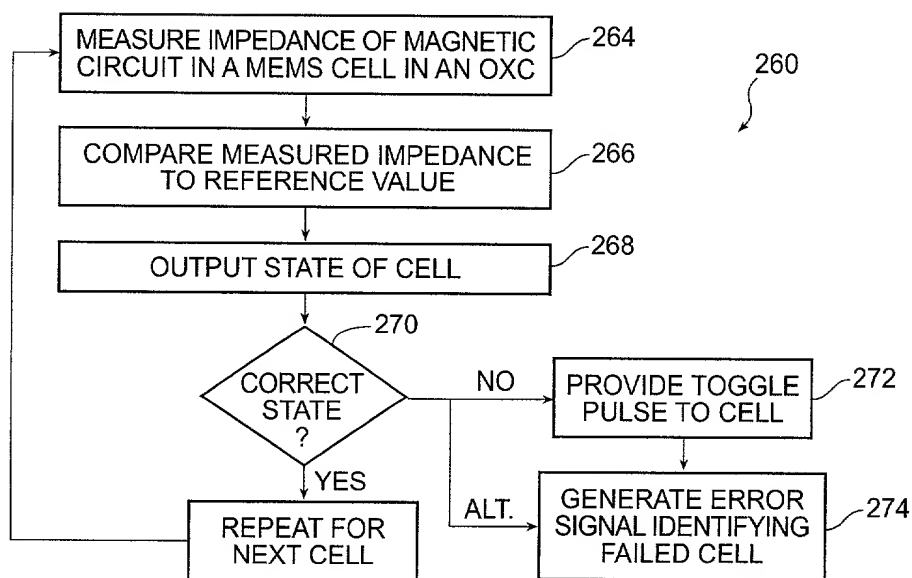 MEASURE IMPEDANCE OF MAGNETIC
CIRCUIT IN A MEMS CELL IN AN OXC
264
260
COMPARE MEASURED IMPEDANCE
TO REFERENCE VALUE
266
OUTPUT STATE OF CELL
268
270
CORRECT
STATE
?
NO
PROVIDE TOGGLE
PULSE TO CELL
272
YES
ALT.
GENERATE ERROR
SIGNAL IDENTIFYING
FAILED CELL
274
REPEAT FOR
NEXT CELL